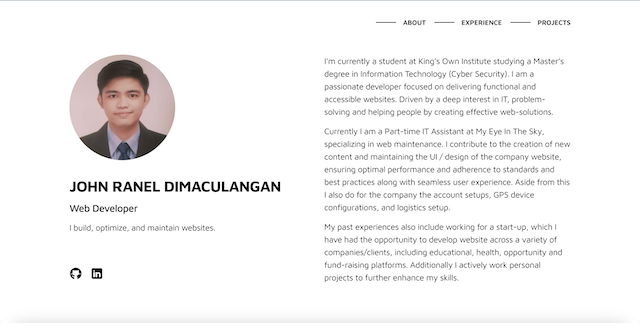 ABOUT
EXPERIENCE
PROJECTS
JOHN RANEL DIMACULANGAN
Web Developer
I build, optimize, and maintain websites.
I'm currently a student at King's Own Institute studying a Master's
degree in Information Technology (Cyber Security). I am a
passionate developer focused on delivering functional and
accessible websites. Driven by a deep interest in IT, problem-
solving and helping people by creating effective web-solutions.
Currently I am a Part-time IT Assistant at My Eye In The Sky,
specializing in web maintenance. I contribute to the creation of new
content and maintaining the UI / design of the company website,
ensuring optimal performance and adherence to standards and
best practices along with seamless user experience. Aside from this
I also do for the company the account setups, GPS device
configurations, and logistics setup.
My past experiences also include working for a start-up, which I
have had the opportunity to develop website across a variety of
companies/clients, including educational, health, opportunity and
fund-raising platforms. Additionally I actively work personal
projects to further enhance my skills.